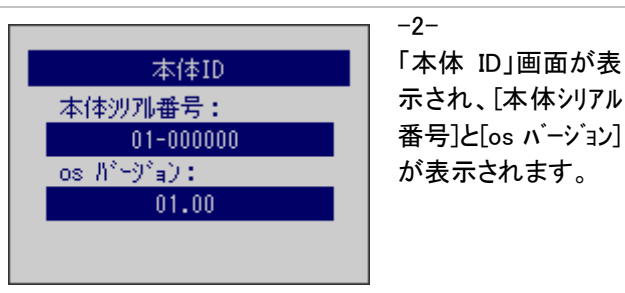 本体ID
本体ｼﾘｱﾙ番号：
01-000000
os ﾊﾞｰｼﾞｮﾝ：
01.00
−2−
「本体 ID」画面が表
示され、[本体ｼﾘｱﾙ
番号]と[os ﾊﾞｰｼﾞｮﾝ]
が表示されます。